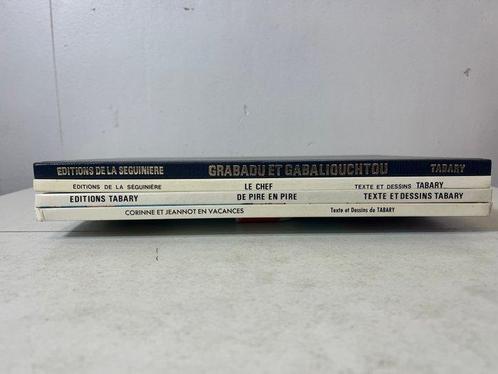 EDITIONS DE LA SEGUINIERE GRABADU ET GABALIOUCHTOU TABARY
ÉDITIONS DE LA SÉGUINIÈRE LE CHEF TEXTE ET DESSINS TABARY
EDITIONS TABARY DE PIRE EN PIRE TEXTE ET DESSINS TABARY
CORINNE ET JEANNOT EN VACANCES Texte et Dessins de TABARY